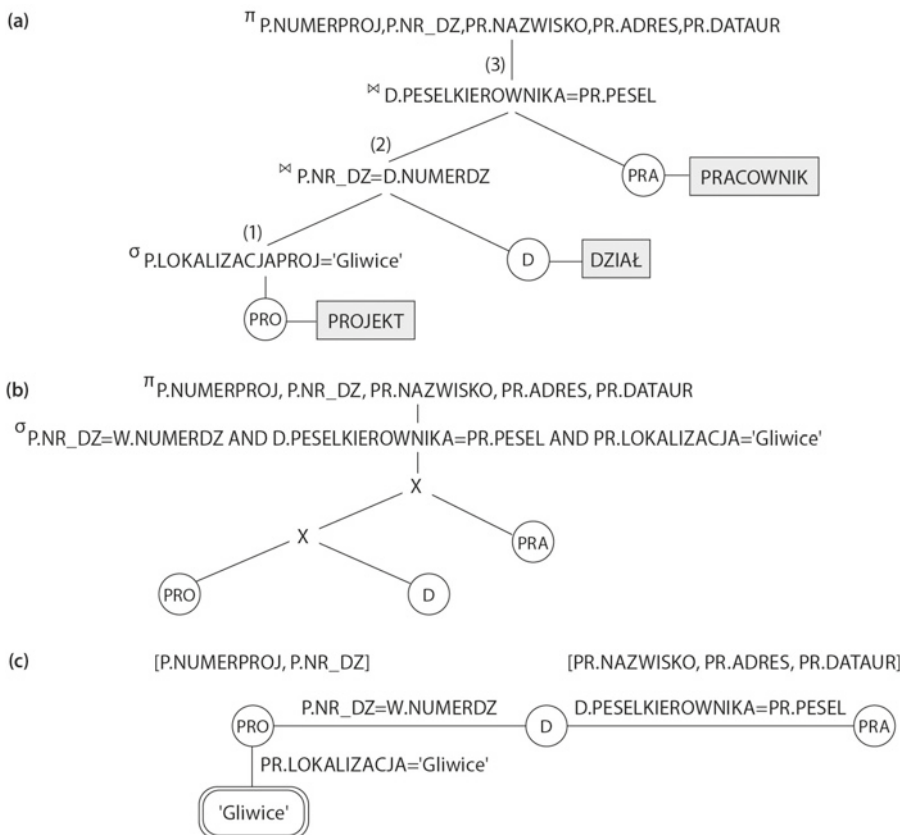 (a)
π P.NUMERPROJ,P.NR_DZ,PR.NAZWISKO,PR.ADRES,PR.DATAUR
(3)
⋈ D.PESELKIEROWNIKA=PR.PESEL
(2)
⋈ P.NR_DZ=D.NUMERDZ
PRA PRACOWNIK
(1)
σ P.LOKALIZACJAPROJ='Gliwice'
D DZIAŁ
PRO PROJEKT
(b)
π P.NUMERPROJ, P.NR_DZ, PR.NAZWISKO, PR.ADRES, PR.DATAUR
σ P.NR_DZ=W.NUMERDZ AND D.PESELKIEROWNIKA=PR.PESEL AND PR.LOKALIZACJA='Gliwice'
X
X
PRA
PRO D
(c)
[P.NUMERPROJ, P.NR_DZ] [PR.NAZWISKO, PR.ADRES, PR.DATAUR]
P.NR_DZ=W.NUMERDZ D.PESELKIEROWNIKA=PR.PESEL
PRO D PRA
PR.LOKALIZACJA='Gliwice'
'Gliwice'